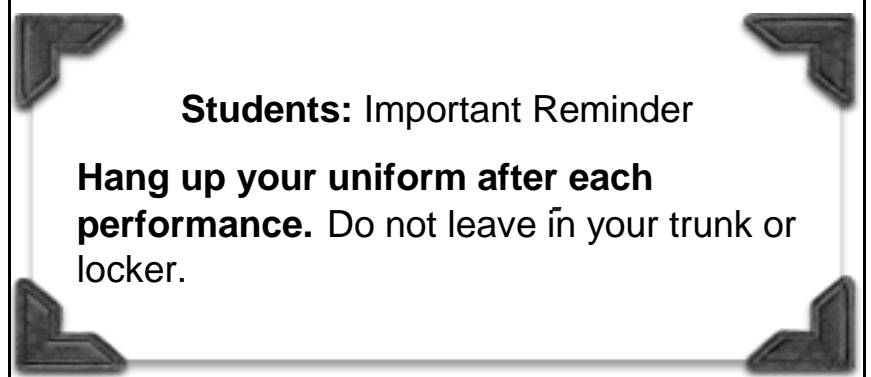 Students: Important Reminder
Hang up your uniform after each
performance. Do not leave in your trunk or
locker.